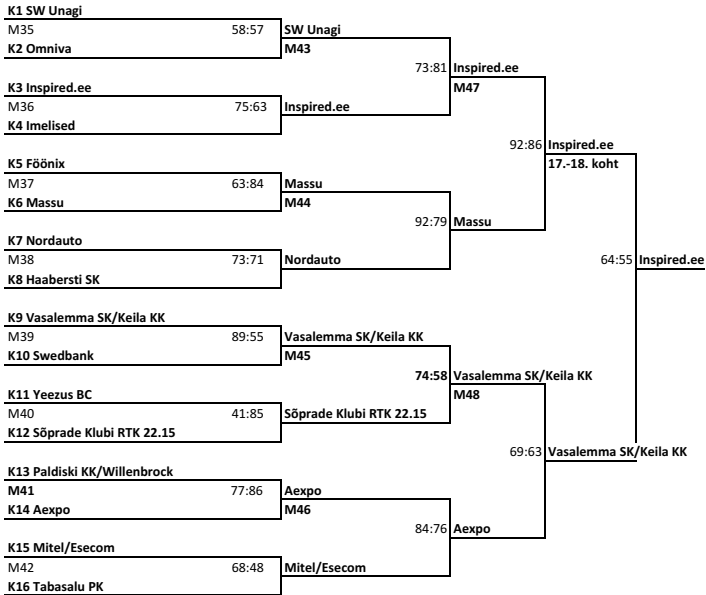 K1 SW Unagi
M35 58:57 SW Unagi
K2 Omniva M43
73:81 Inspired.ee
K3 Inspired.ee M47
M36 75:63 Inspired.ee
K4 Imelised
92:86 Inspired.ee
K5 Föönix 17.-18. koht
M37 63:84 Massu
K6 Massu M44
92:79 Massu
K7 Nordauto
M38 73:71 Nordauto 64:55 Inspired.ee
K8 Haabersti SK
K9 Vasalemma SK/Keila KK
M39 89:55 Vasalemma SK/Keila KK
K10 Swedbank M45
74:58 Vasalemma SK/Keila KK
K11 Yeezus BC M48
M40 41:85 Sõprade Klubi RTK 22.15
K12 Sõprade Klubi RTK 22.15
69:63 Vasalemma SK/Keila KK
K13 Paldiski KK/Willenbrock
M41 77:86 Aexpo
K14 Aexpo M46
84:76 Aexpo
K15 Mitel/Esecom
M42 68:48 Mitel/Esecom
K16 Tabasalu PK